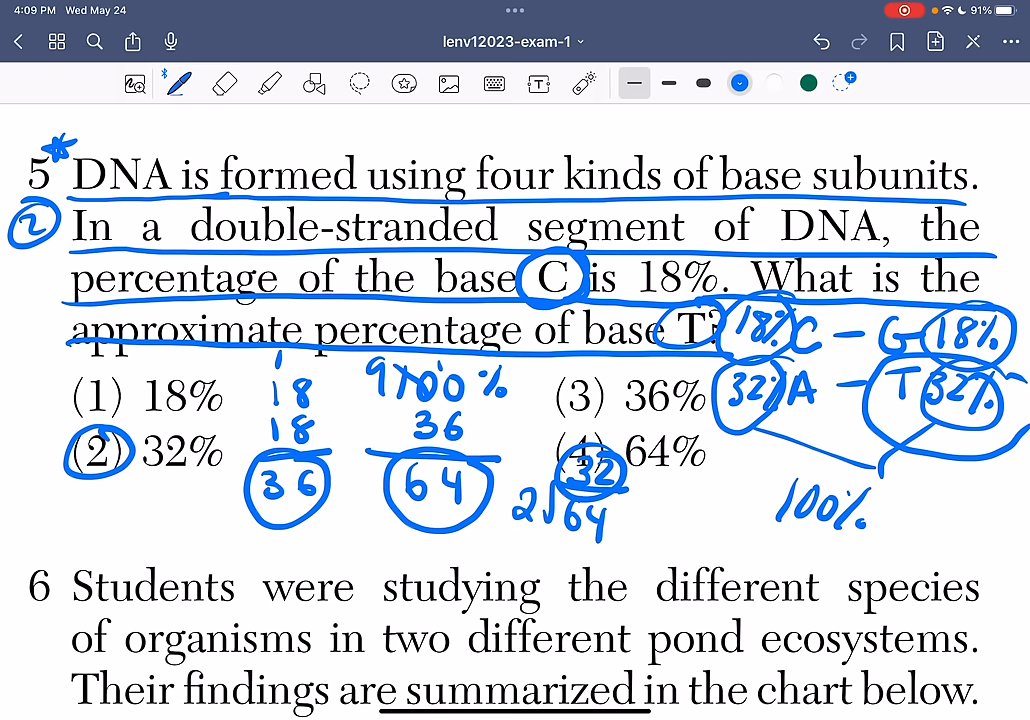 4:09 PM Wed May 24
91%
lenv12023-exam-1
5* DNA is formed using four kinds of base subunits.
2 In a double-stranded segment of DNA, the
percentage of the base C is 18%. What is the
approximate percentage of base T? 18% C – G 18%
32% A – T 32%
(1) 18%
(3) 36%
(2) 32%
(4) 64%
18
18
36
9100%
36
64
32
2√64
100%
6 Students were studying the different species
of organisms in two different pond ecosystems.
Their findings are summarized in the chart below.